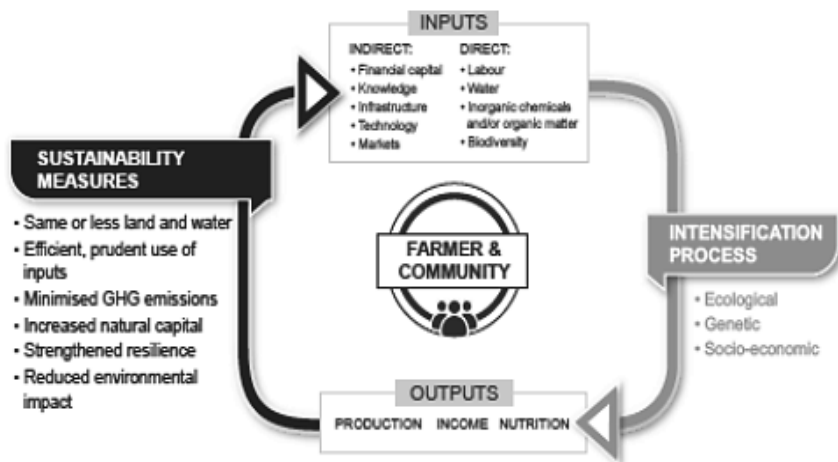 INPUTS
INDIRECT:
• Financial capital
• Knowledge
• Infrastructure
• Technology
• Markets
DIRECT:
• Labour
• Water
• Inorganic chemicals
and/or organic matter
• Biodiversity
SUSTAINABILITY
MEASURES
• Same or less land and water
• Efficient, prudent use of
inputs
• Minimised GHG emissions
• Increased natural capital
• Strengthened resilience
• Reduced environmental
impact
FARMER &
COMMUNITY
INTENSIFICATION
PROCESS
• Ecological
• Genetic
• Socio-economic
OUTPUTS
PRODUCTION INCOME NUTRITION